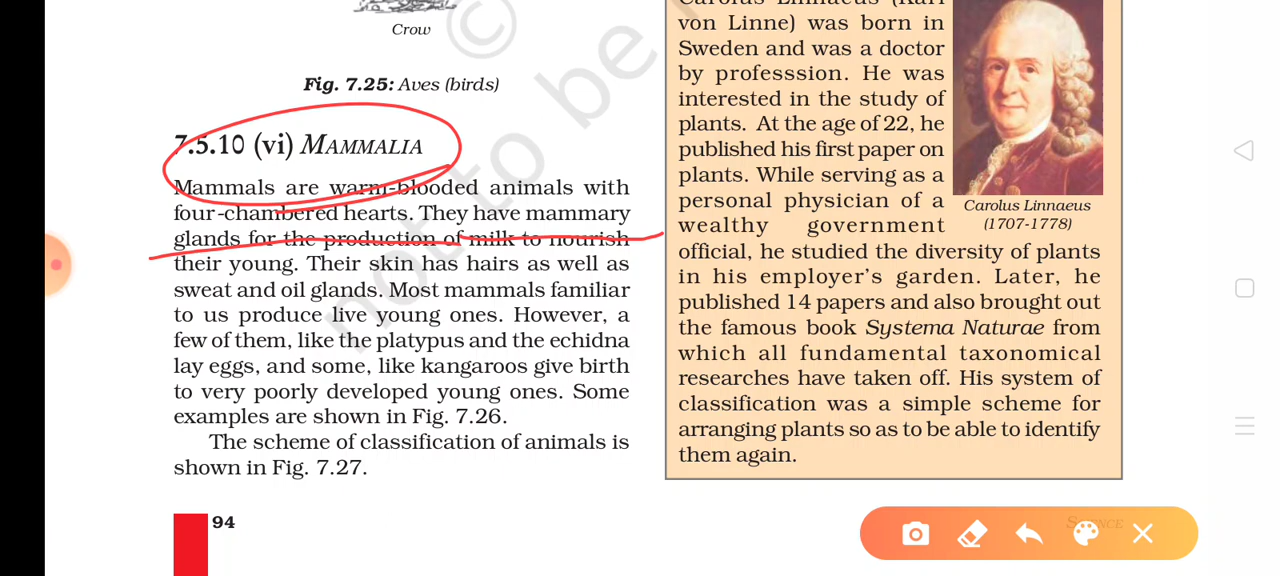 Crow
Fig. 7.25: Aves (birds)
7.5.10 (vi) MAMMALIA
Mammals are warm-blooded animals with
four-chambered hearts. They have mammary
glands for the production of milk to nourish
their young. Their skin has hairs as well as
sweat and oil glands. Most mammals familiar
to us produce live young ones. However, a
few of them, like the platypus and the echidna
lay eggs, and some, like kangaroos give birth
to very poorly developed young ones. Some
examples are shown in Fig. 7.26.
The scheme of classification of animals is
shown in Fig. 7.27.
94
Carolus Linnaeus (Karl
von Linne) was born in
Sweden and was a doctor
by professsion. He was
interested in the study of
plants. At the age of 22, he
published his first paper on
plants. While serving as a
personal physician of a
wealthy government
official, he studied the diversity of plants
in his employer's garden. Later, he
published 14 papers and also brought out
the famous book Systema Naturae from
which all fundamental taxonomical
researches have taken off. His system of
classification was a simple scheme for
arranging plants so as to be able to identify
them again.
Carolus Linnaeus
(1707-1778)
©
not to be